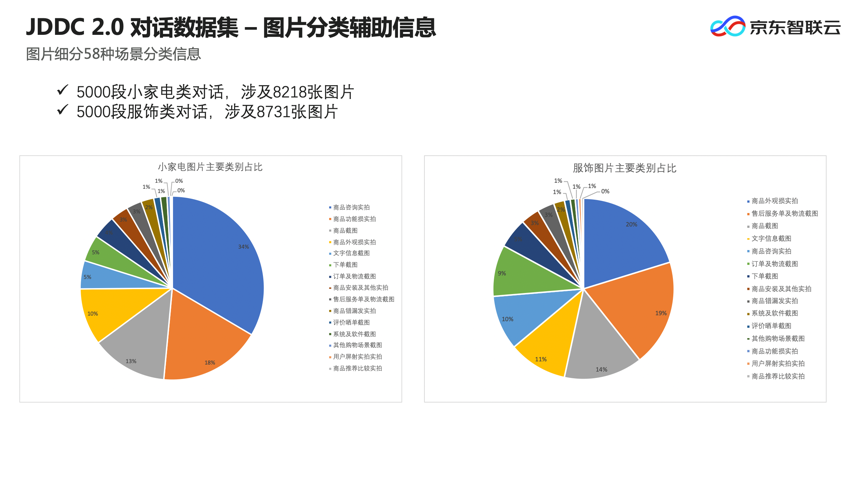 JDDC 2.0 对话数据集 – 图片分类辅助信息
京东智联云
图片细分58种场景分类信息
✓ 5000段小家电类对话，涉及8218张图片
✓ 5000段服饰类对话，涉及8731张图片
小家电图片主要类别占比
1%
0%
1%
1%
0%
34%
18%
13%
10%
5%
5%
商品咨询实拍
商品功能损实拍
商品截图
商品外观损实拍
文字信息截图
下单截图
订单及物流截图
商品安装及其他实拍
售后服务单及物流截图
商品错漏发实拍
评价晒单截图
系统及软件截图
其他购物场景截图
用户屏射实拍实拍
商品推荐比较实拍
服饰图片主要类别占比
1%
1%
1%
1%
0%
20%
19%
14%
11%
10%
9%
商品外观损实拍
售后服务单及物流截图
商品截图
文字信息截图
商品咨询实拍
订单及物流截图
下单截图
商品安装及其他实拍
商品错漏发实拍
系统及软件截图
评价晒单截图
其他购物场景截图
商品功能损实拍
用户屏射实拍实拍
商品推荐比较实拍